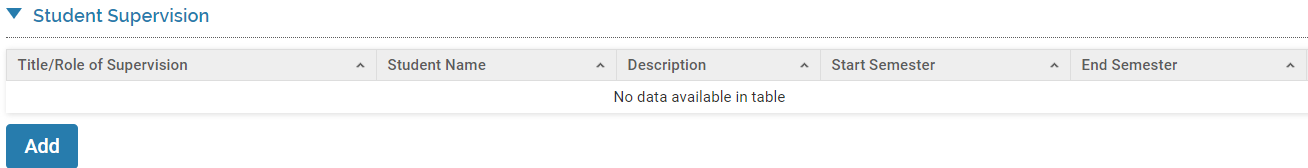 Student Supervision
Title/Role of Supervision Student Name Description Start Semester End Semester
No data available in table
Add